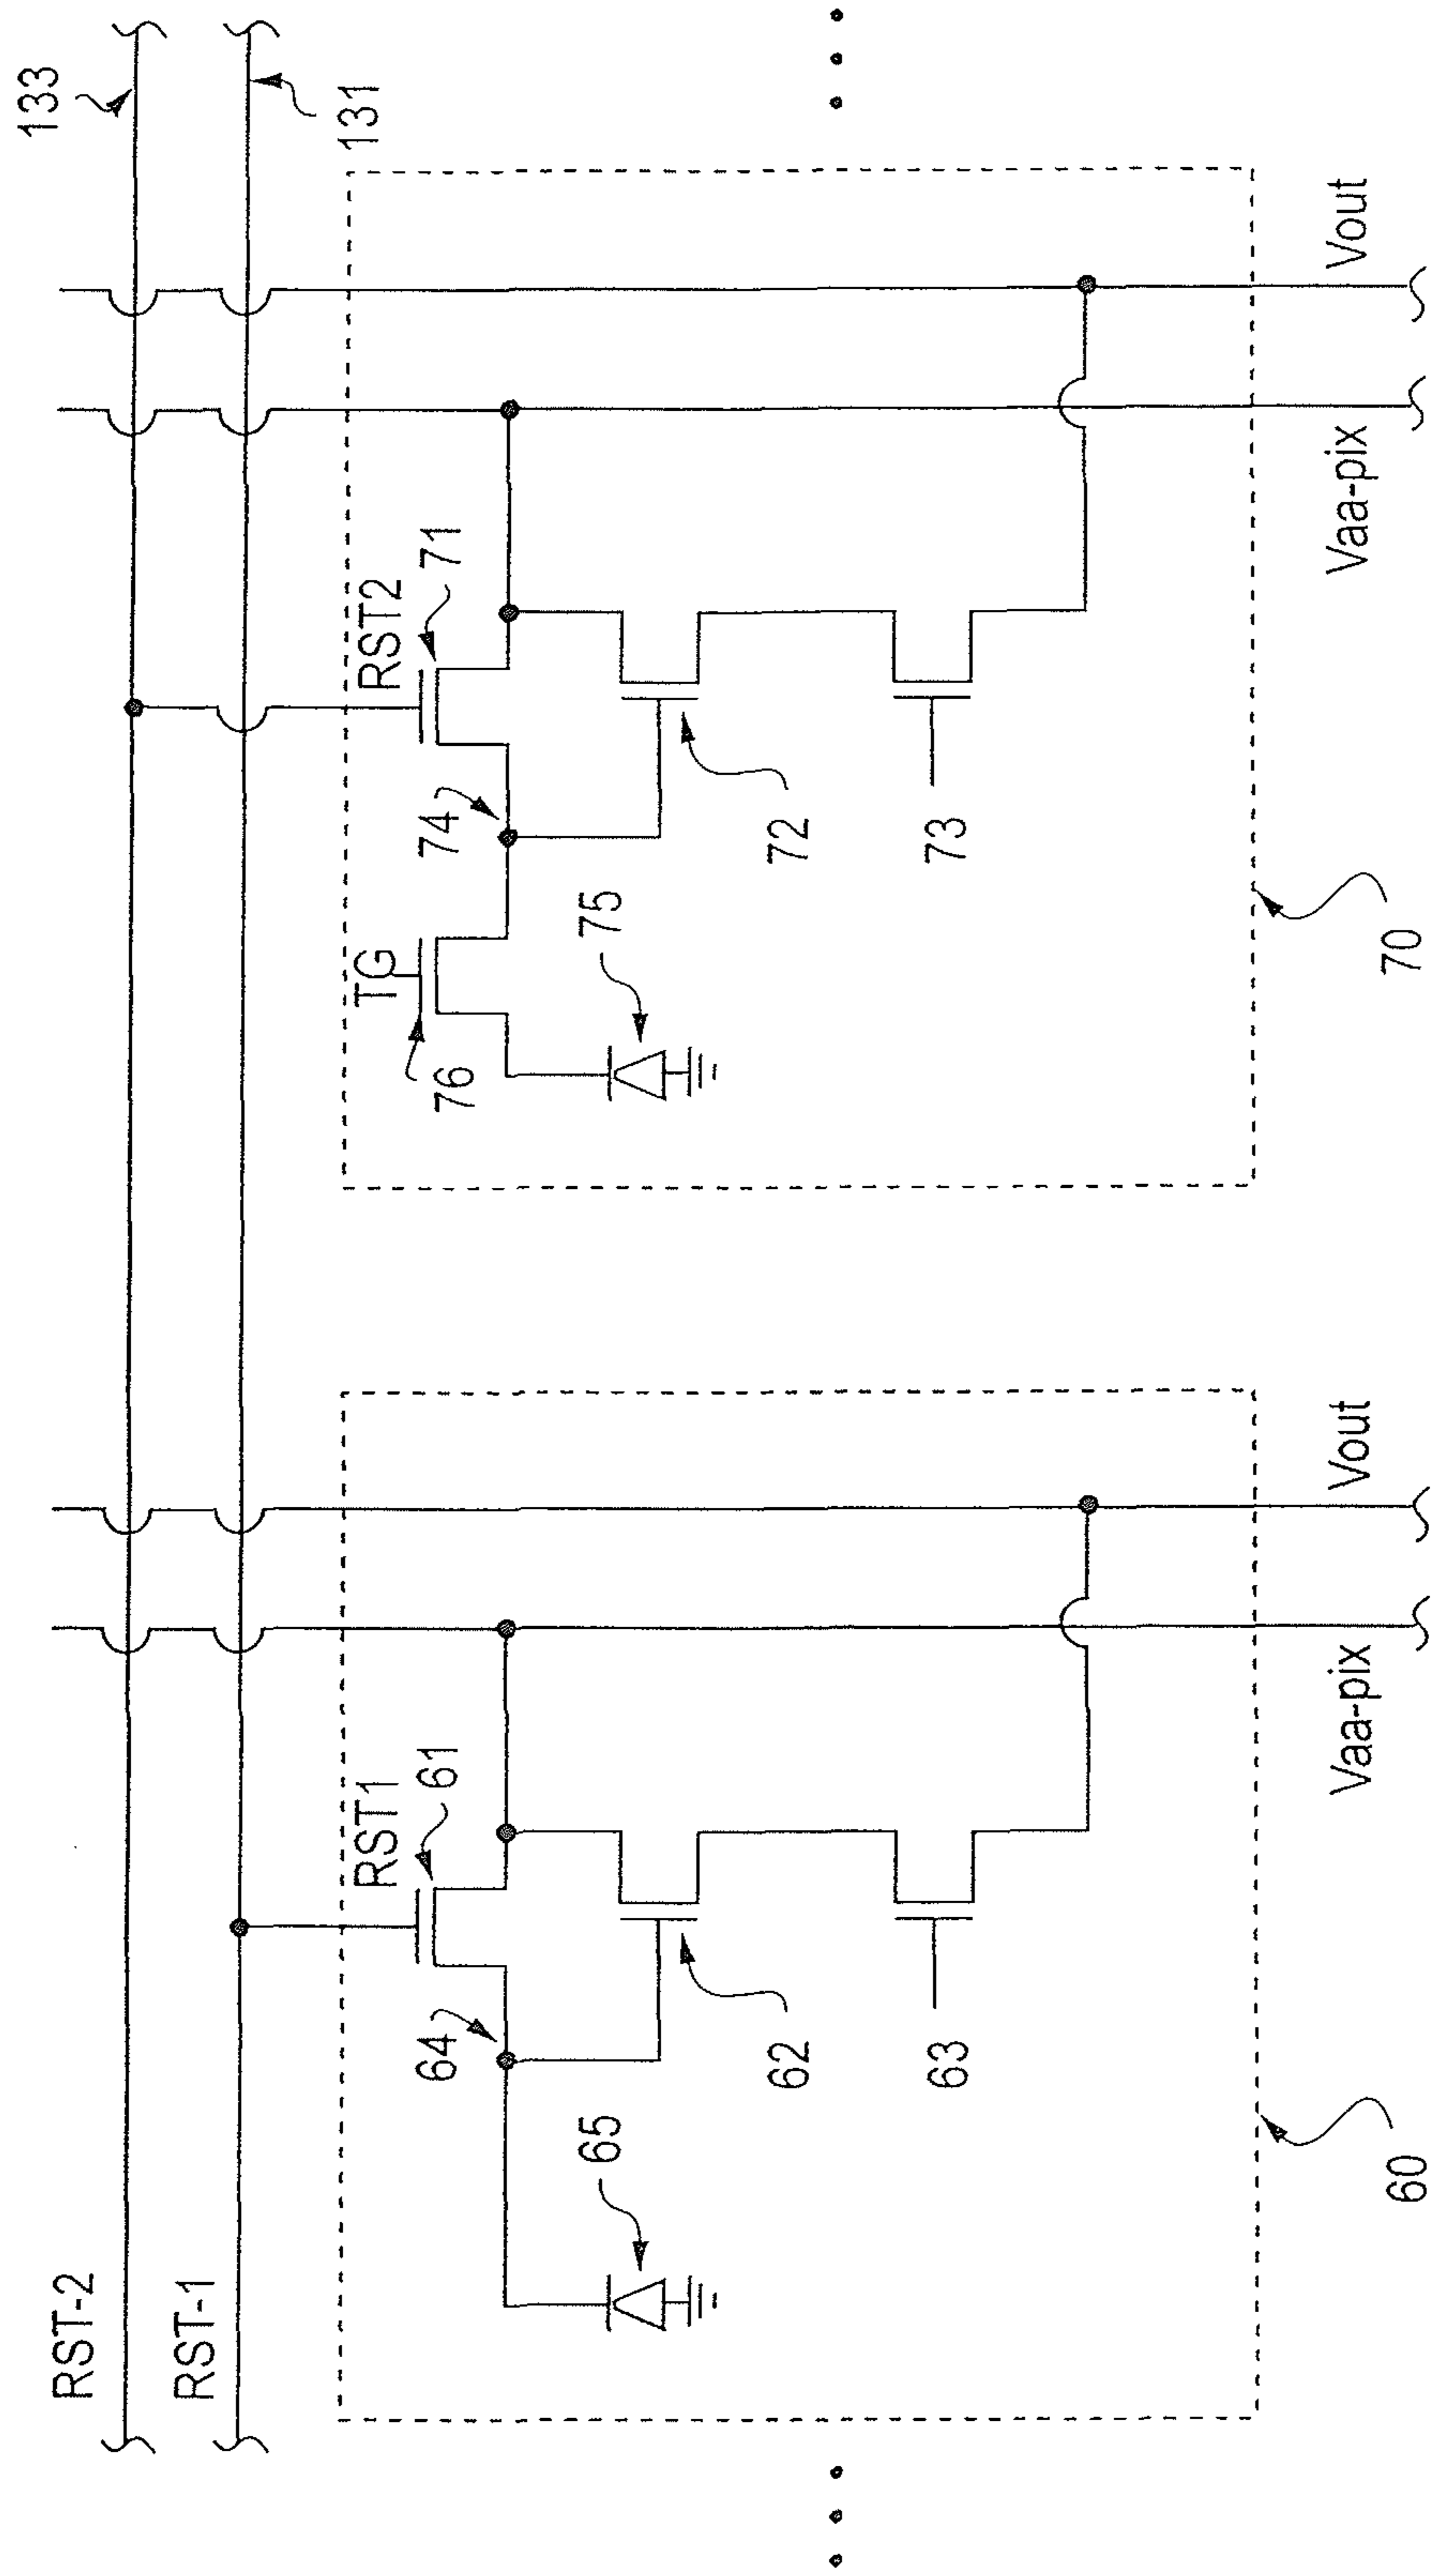 RST-2
133
RST-1
131
RST1
61
64
65
62
63
60
Vaa-pix
Vout
TG
76
RST2
71
74
75
72
73
70
Vaa-pix
Vout